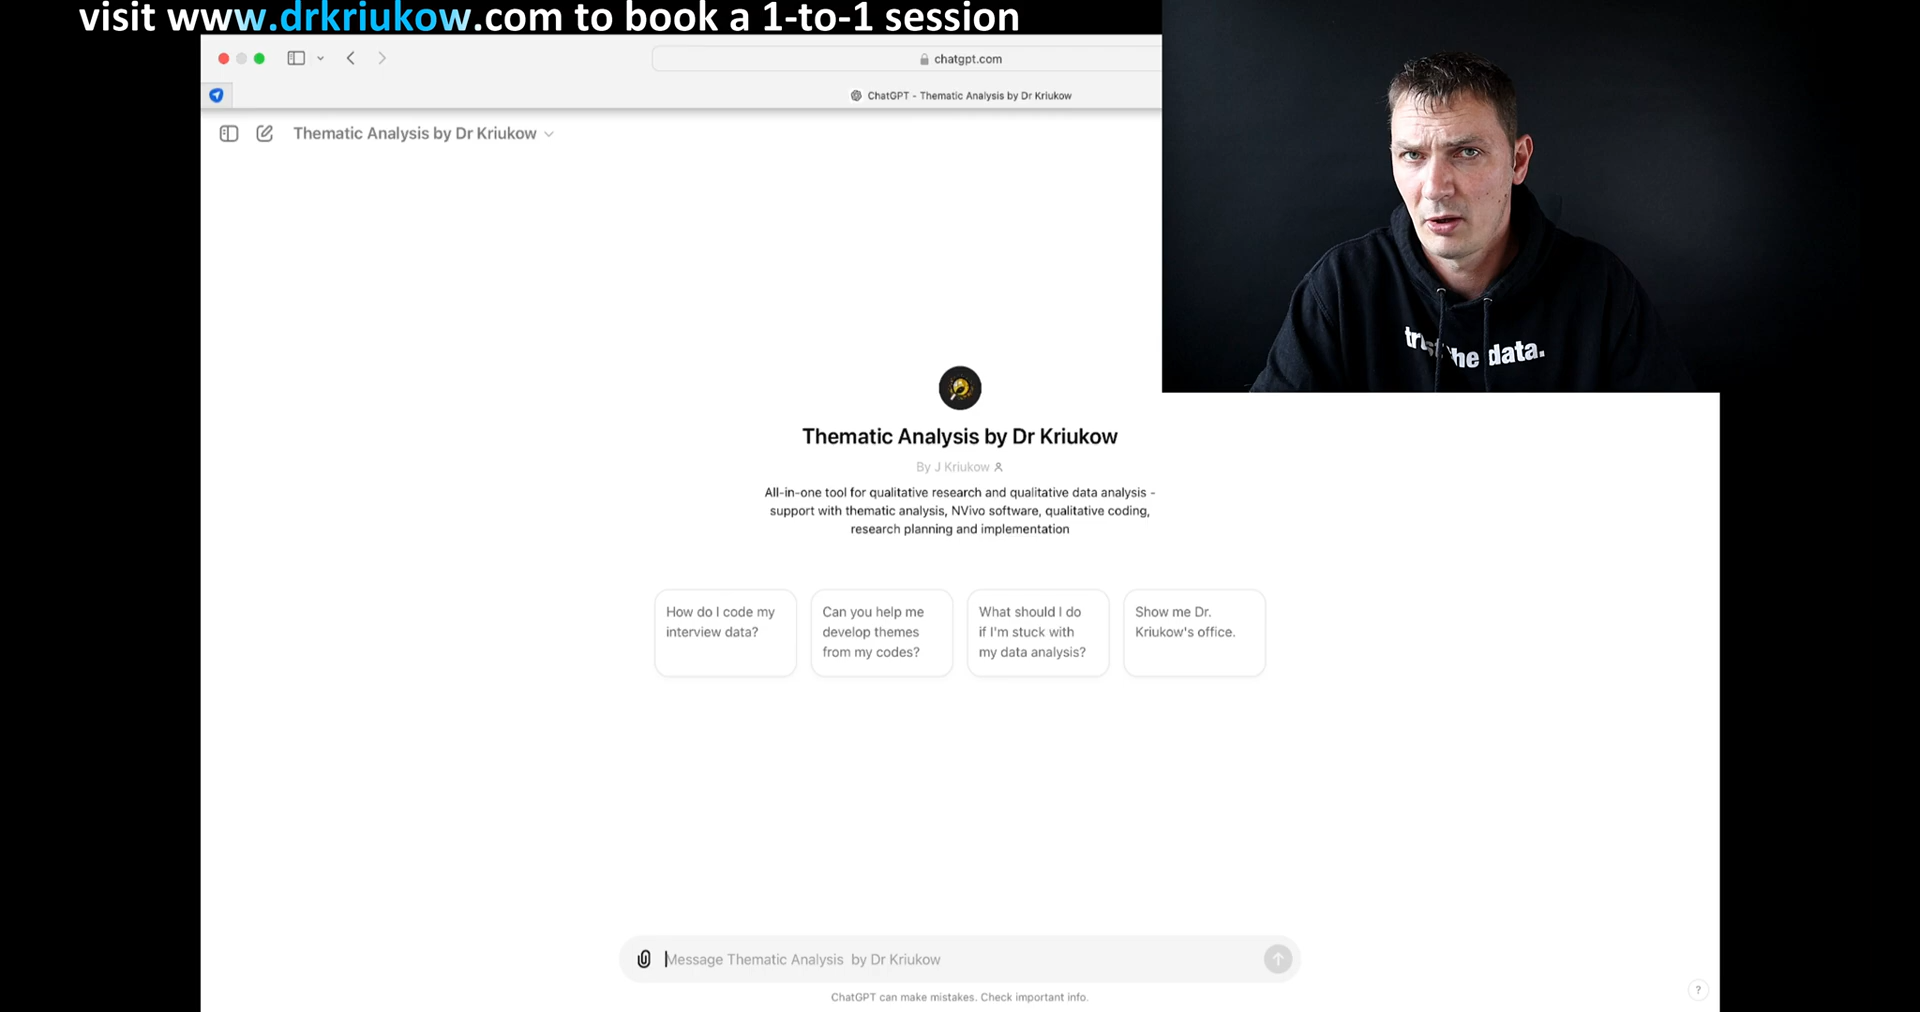 visit www.drkriukow.com to book a 1-to-1 session
chatgpt.com
ChatGPT - Thematic Analysis by Dr Kriukow
Thematic Analysis by Dr Kriukow
the data.
Thematic Analysis by Dr Kriukow
By J Kriukow
All-in-one tool for qualitative research and qualitative data analysis -
support with thematic analysis, NVivo software, qualitative coding,
research planning and implementation
How do I code my
interview data?
Can you help me
develop themes
from my codes?
What should I do
if I'm stuck with
my data analysis?
Show me Dr.
Kriukow's office.
Message Thematic Analysis by Dr Kriukow
ChatGPT can make mistakes. Check important info.
?